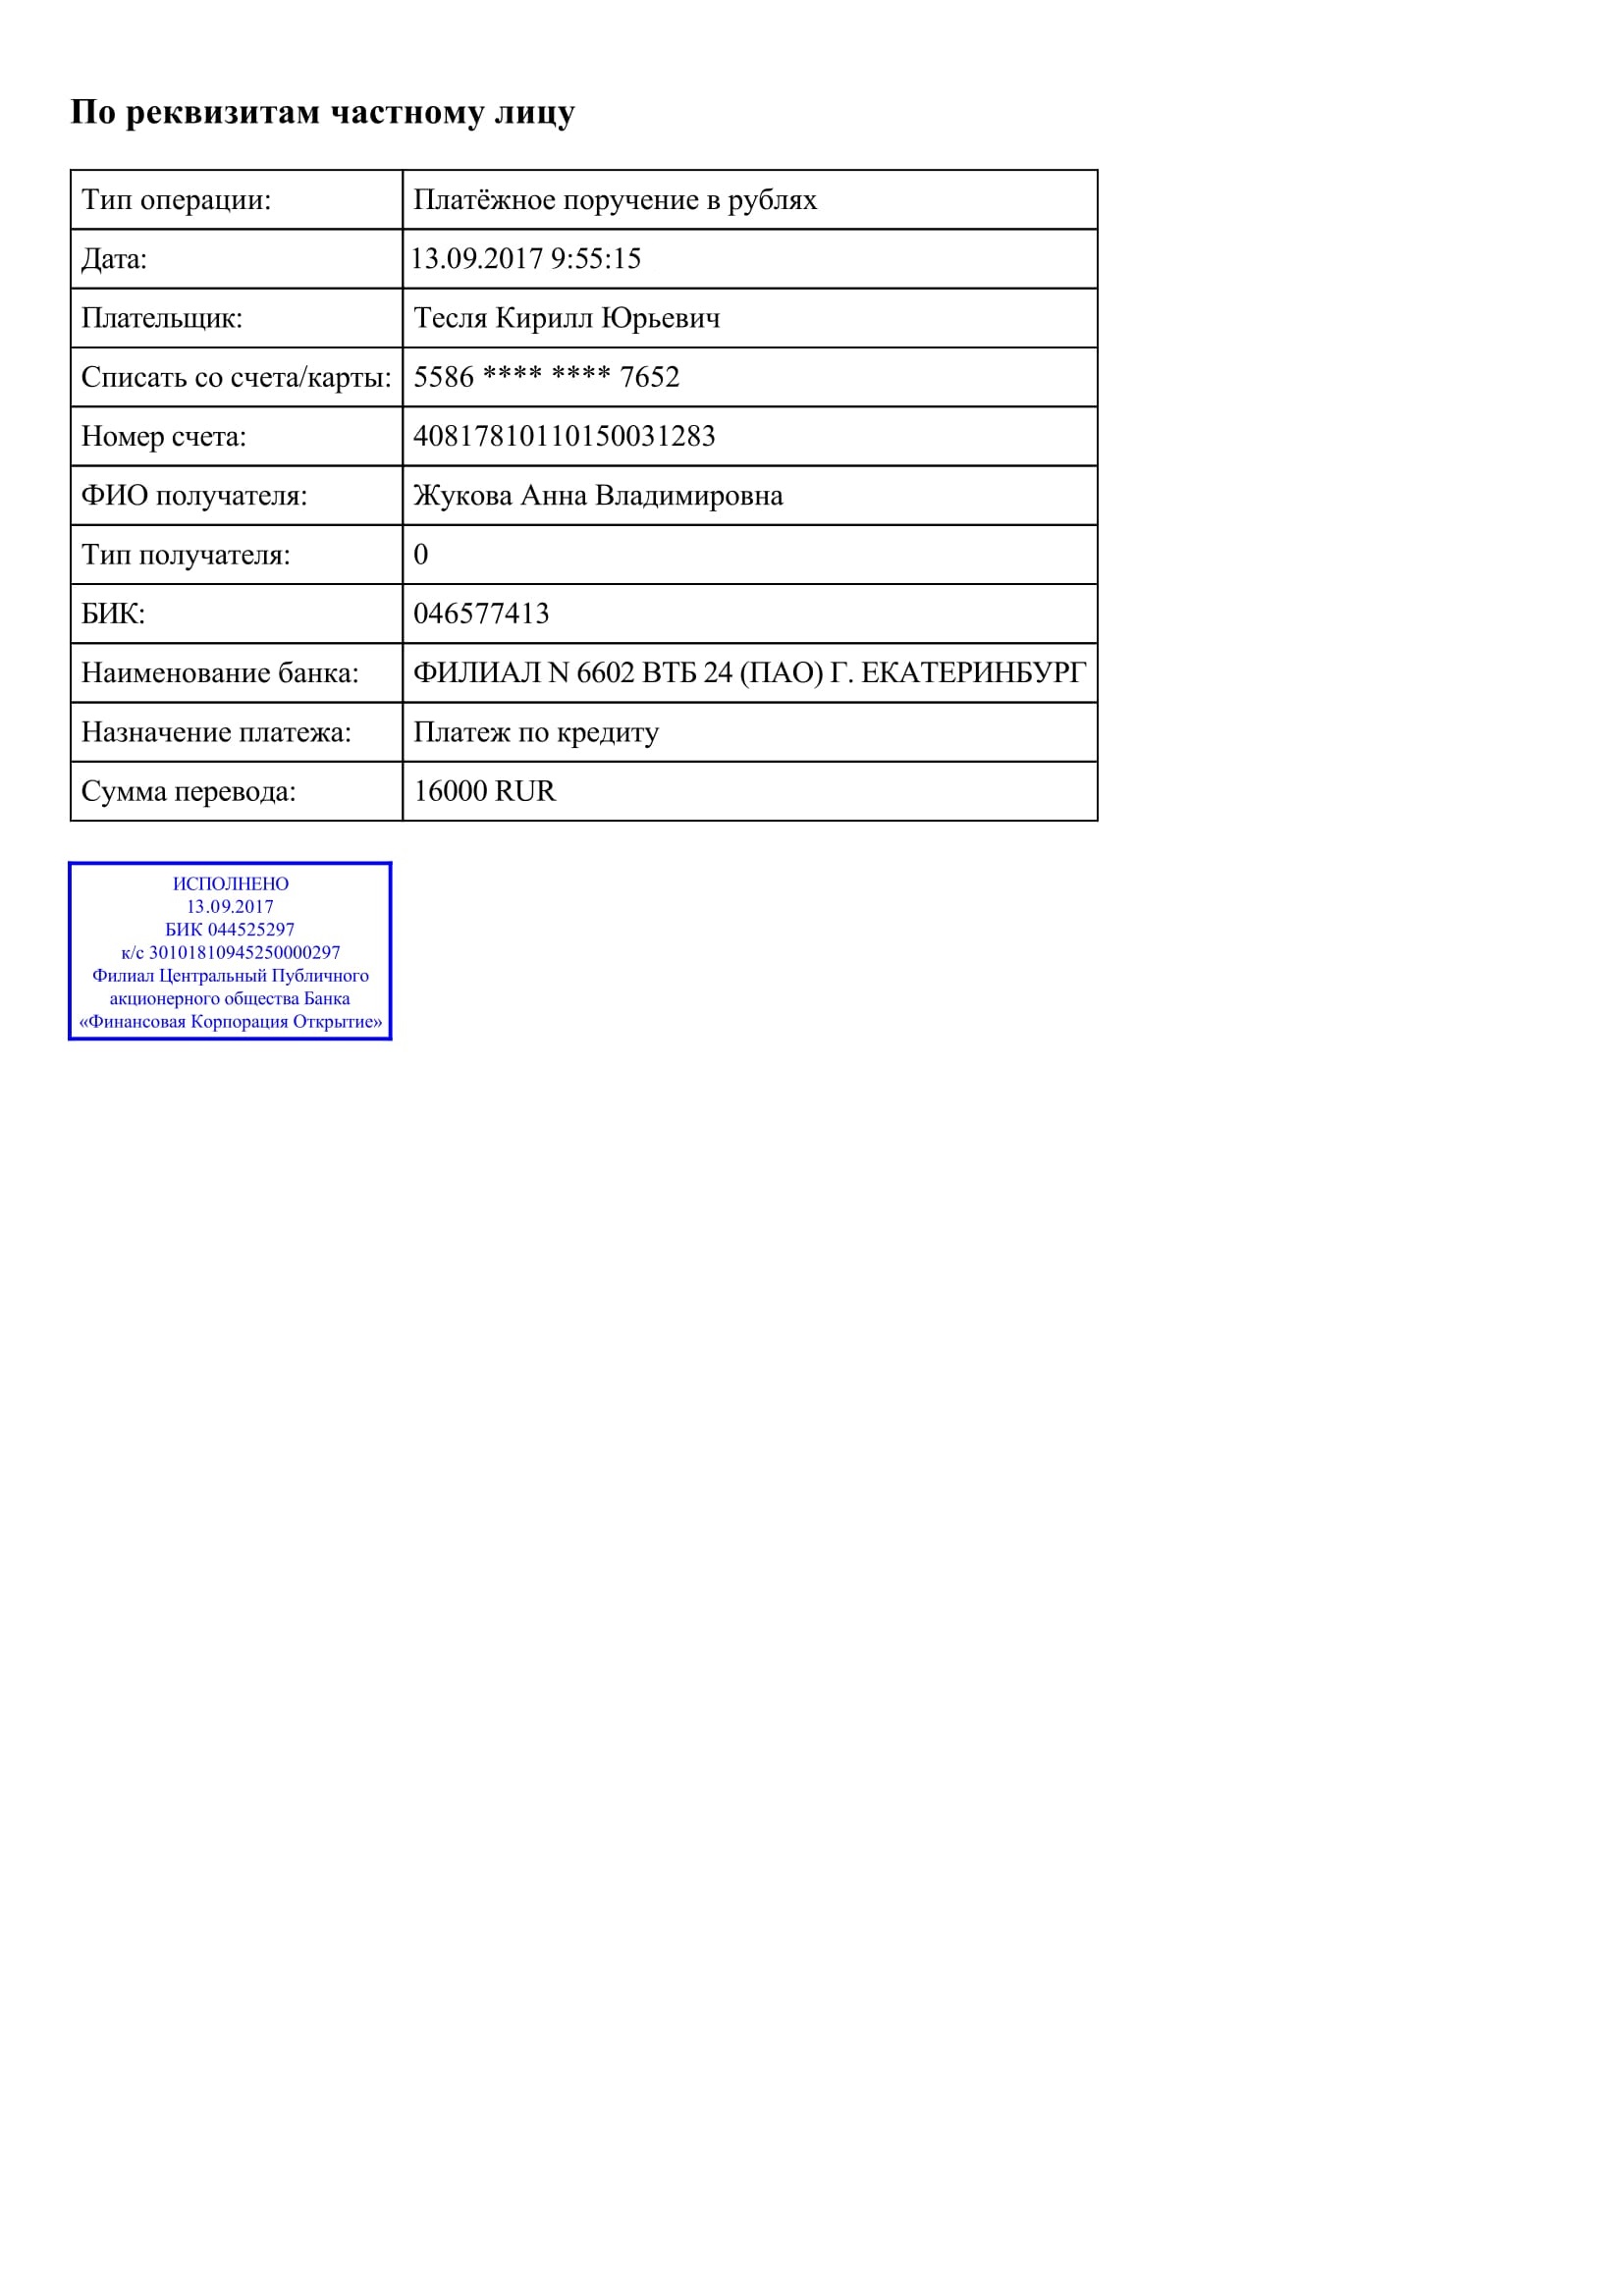 По реквизитам частному лицу
Тип операции: Платёжное поручение в рублях
Дата: 13.09.2017 9:55:15
Плательщик: Тесля Кирилл Юрьевич
Списать со счета/карты: 5586 **** **** 7652
Номер счета: 40817810110150031283
ФИО получателя: Жукова Анна Владимировна
Тип получателя: 0
БИК: 046577413
Наименование банка: ФИЛИАЛ N 6602 ВТБ 24 (ПАО) Г. ЕКАТЕРИНБУРГ
Назначение платежа: Платеж по кредиту
Сумма перевода: 16000 RUR
ИСПОЛНЕНО
13.09.2017
БИК 044525297
к/с 30101810945250000297
Филиал Центральный Публичного
акционерного общества Банка
«Финансовая Корпорация Открытие»